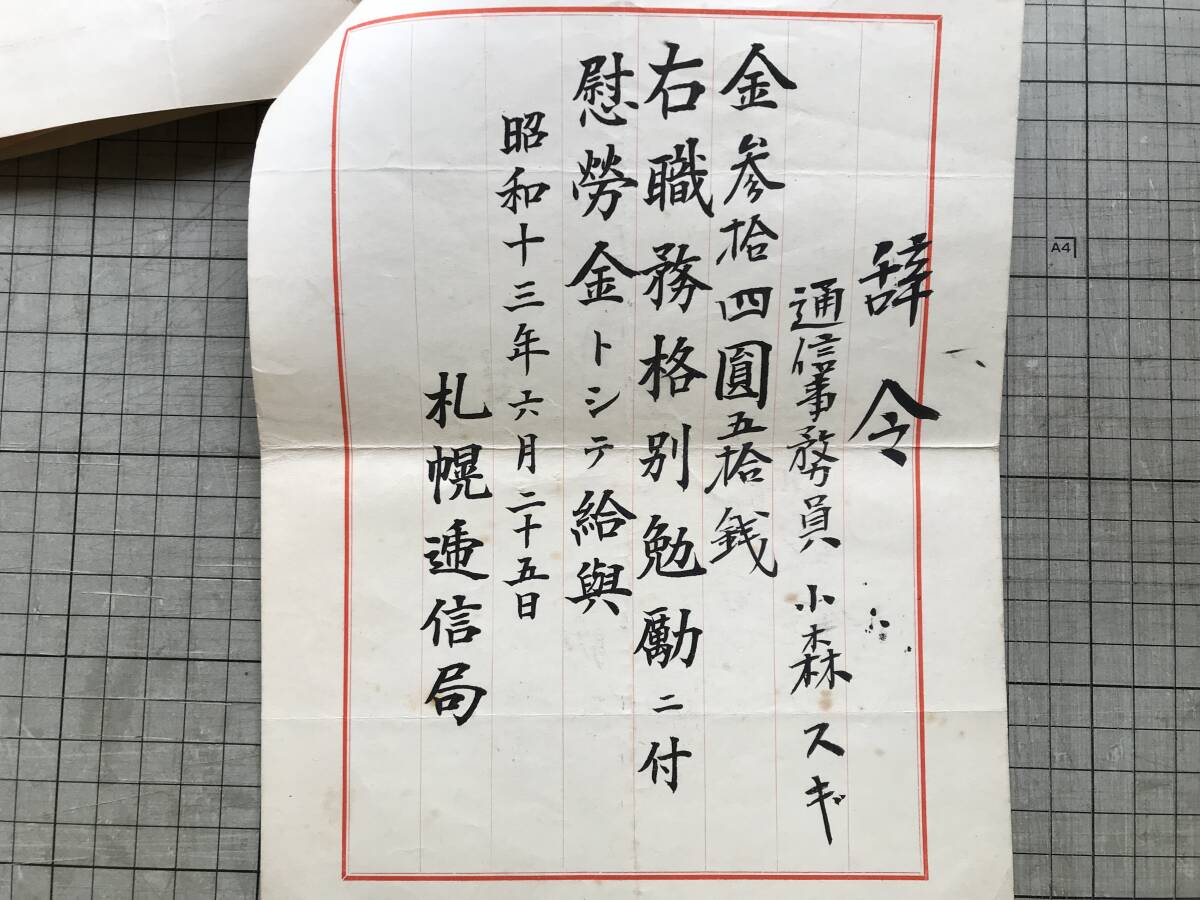 辞令
通信事務員 小森スギ
金参拾四圓五拾銭
右職務格別勉励ニ付
慰勞金トシテ給與
昭和十三年六月二十五日
札幌逓信局
A4